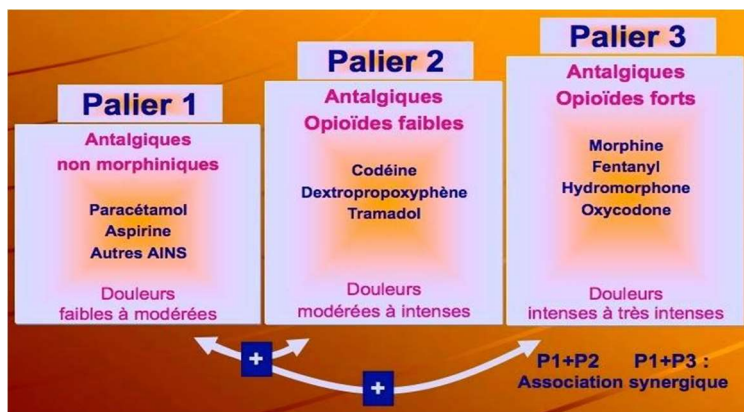 Palier 1
Antalgiques
non morphiniques
Paracétamol
Aspirine
Autres AINS
Douleurs
faibles à modérées
Palier 2
Antalgiques
Opioïdes faibles
Codéine
Dextropropoxyphène
Tramadol
Douleurs
modérées à intenses
Palier 3
Antalgiques
Opioïdes forts
Morphine
Fentanyl
Hydromorphone
Oxycodone
Douleurs
intenses à très intenses
+
+
P1+P2 P1+P3 :
Association synergique